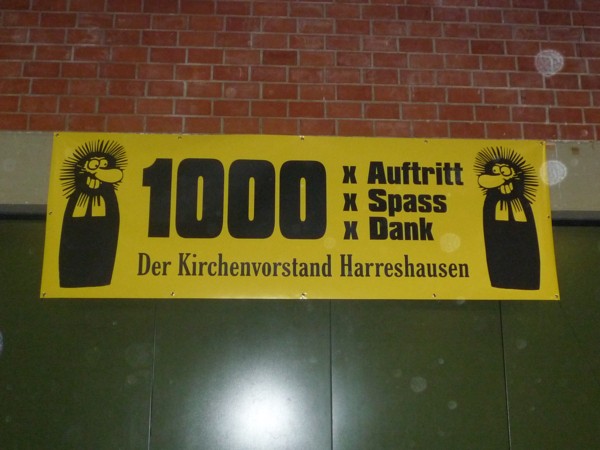 1000 x Auftritt
x Spass
x Dank
Der Kirchenvorstand Harreshausen